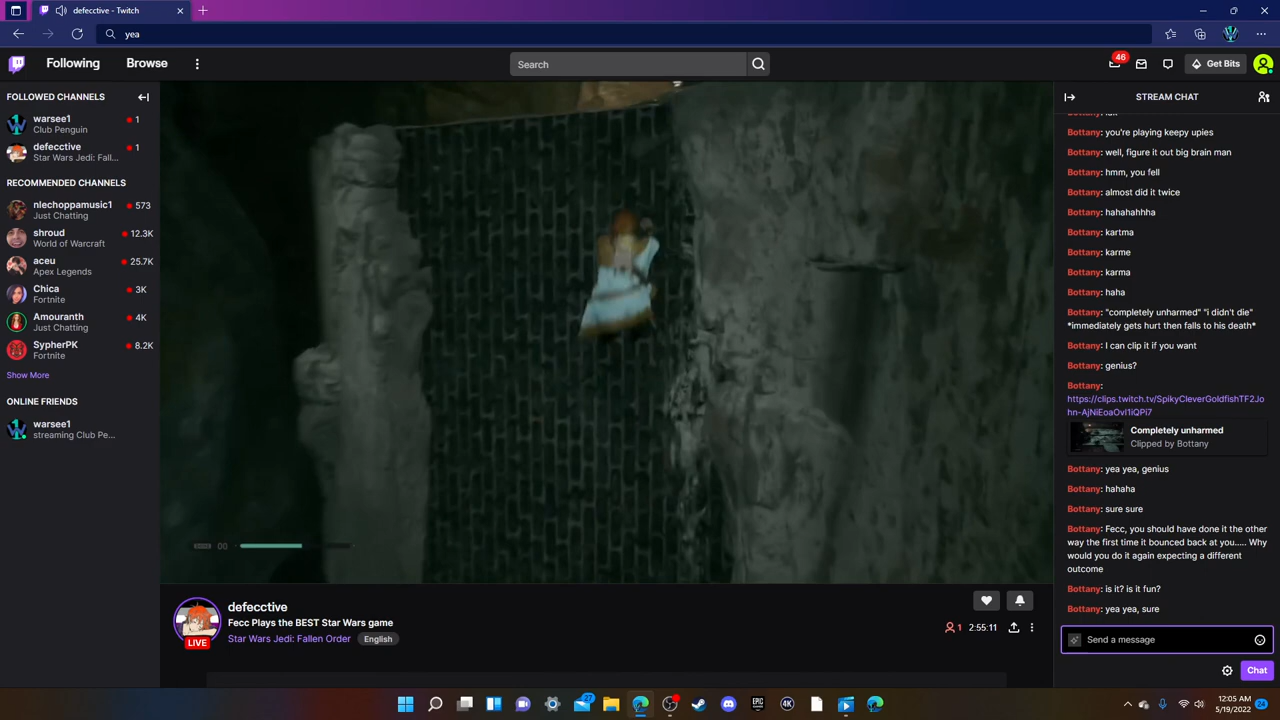 defecctive - Twitch
yea
Following
Browse
Search
46
Get Bits
FOLLOWED CHANNELS
warsee1
Club Penguin
1
defecctive
Star Wars Jedi: Fall...
1
RECOMMENDED CHANNELS
nlechoppamusic1
Just Chatting
573
shroud
World of Warcraft
12.3K
aceu
Apex Legends
25.7K
Chica
Fortnite
3K
Amouranth
Just Chatting
4K
SypherPK
Fortnite
8.2K
Show More
ONLINE FRIENDS
warsee1
streaming Club Pe...
00
LIVE
defecctive
Fecc Plays the BEST Star Wars game
Star Wars Jedi: Fallen Order
English
1
2:55:11
STREAM CHAT
Bottany: you're playing keepy upies
Bottany: well, figure it out big brain man
Bottany: hmm, you fell
Bottany: almost did it twice
Bottany: hahahahhha
Bottany: kartma
Bottany: karme
Bottany: karma
Bottany: haha
Bottany: "completely unharmed" "i didn't die"
*immediately gets hurt then falls to his death*
Bottany: I can clip it if you want
Bottany: genius?
Bottany:
https://clips.twitch.tv/SpikyCleverGoldfishTF2Jo
hn-AjNiEoaOvI1iQPi7
Completely unharmed
Clipped by Bottany
Bottany: yea yea, genius
Bottany: hahaha
Bottany: sure sure
Bottany: Fecc, you should have done it the other
way the first time it bounced back at you..... Why
would you do it again expecting a different
outcome
Bottany: is it? is it fun?
Bottany: yea yea, sure
Send a message
Chat
27
4K
12:05 AM
5/19/2022
24